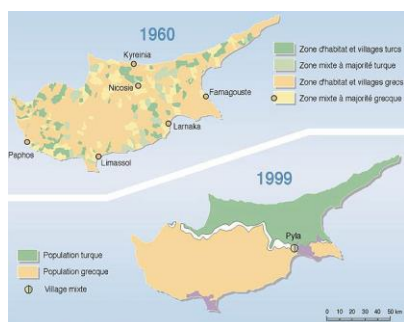 1960
Kyreinia
Nicosie
Famagouste
Larnaka
Limassol
Paphos
Zone d'habitat et villages turcs
Zone mixte à majorité turque
Zone d'habitat et villages grecs
Zone mixte à majorité grecque
1999
Pyla
Population turque
Population grecque
Village mixte
0 10 20 30 40 50 km